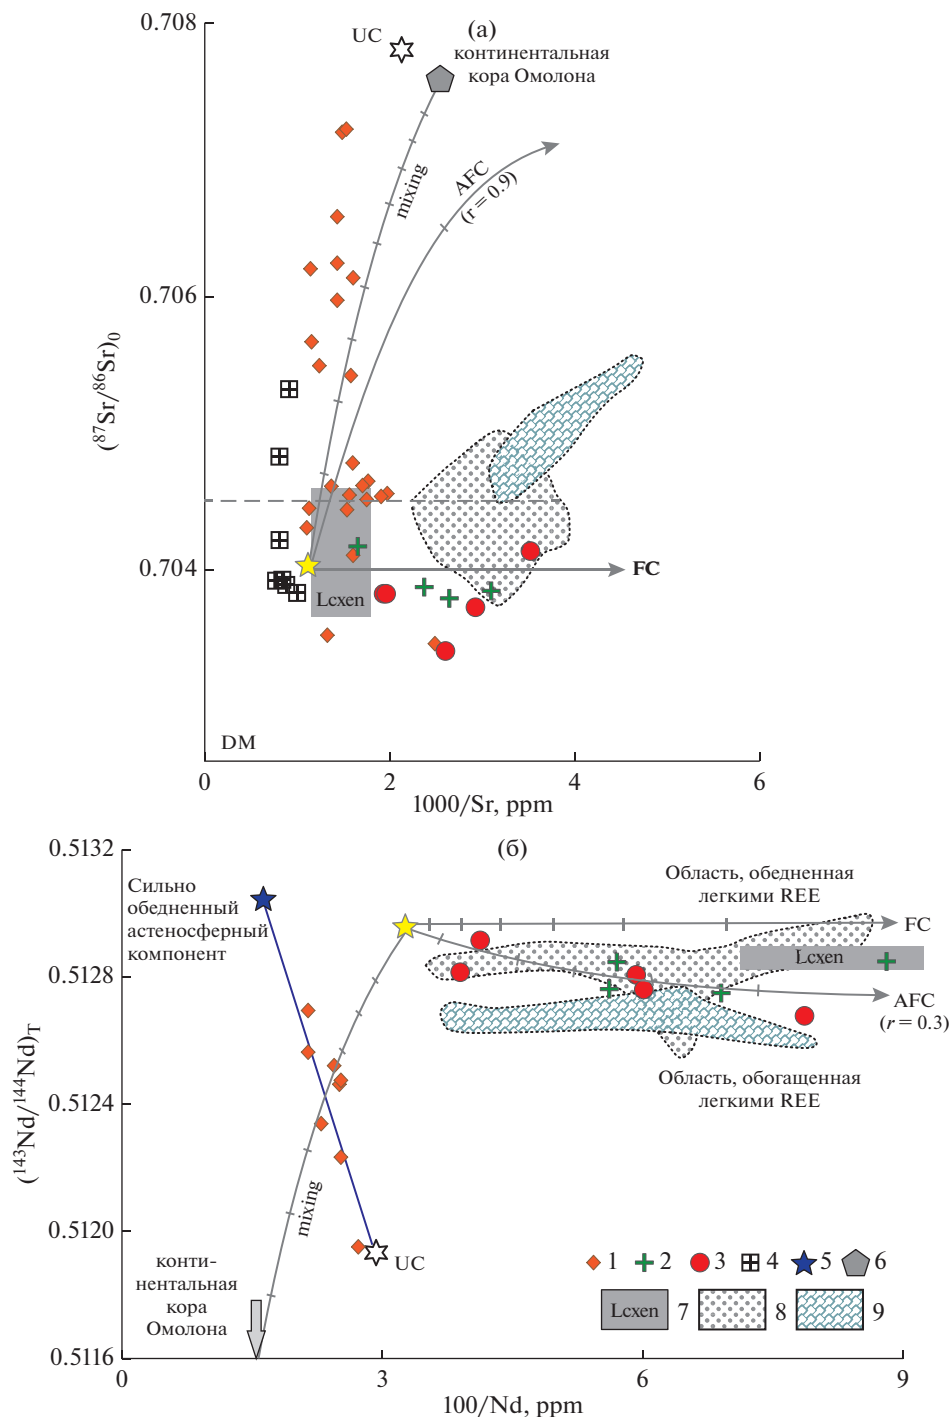 (а)
0.708
UC
континентальная
кора Омолона
mixing
AFC
(r = 0.9)
0.706
(⁸⁷Sr/⁸⁶Sr)₀
0.704
FC
Lcxen
DM
0
2
4
6
1000/Sr, ppm
(б)
0.5132
Сильно
обедненный
астеносферный
компонент
Область, обедненная
легкими REE
FC
Lcxen
0.5128
AFC
(r = 0.3)
Область, обогащенная
легкими REE
0.5124
(¹⁴³Nd/¹⁴⁴Nd)T
mixing
0.5120
UC
конти-
нентальная
кора
Омолона
1 2 3 4 5 6
Lcxen 7 8 9
0.5116
0
3
6
9
100/Nd, ppm